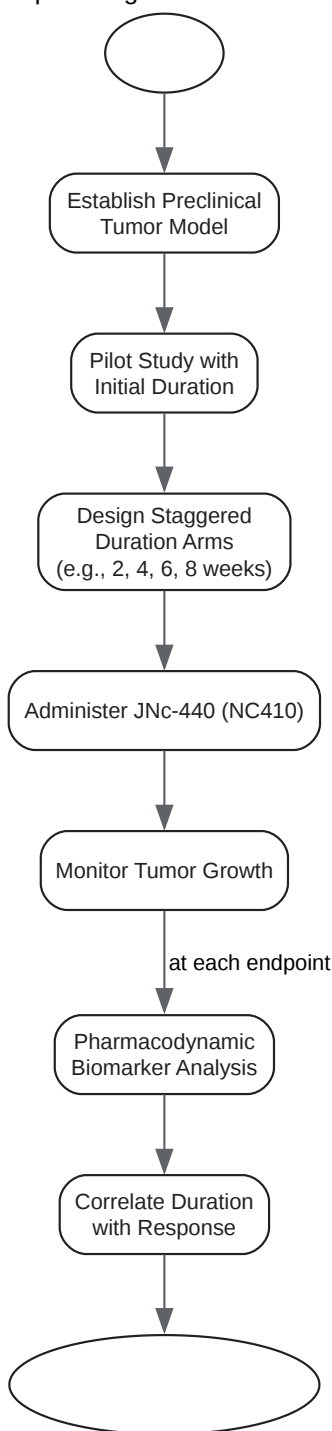 Establish Preclinical
Tumor Model
Pilot Study with
Initial Duration
Design Staggered
Duration Arms
(e.g., 2, 4, 6, 8 weeks)
Administer JNc-440 (NC410)
Monitor Tumor Growth
at each endpoint
Pharmacodynamic
Biomarker Analysis
Correlate Duration
with Response